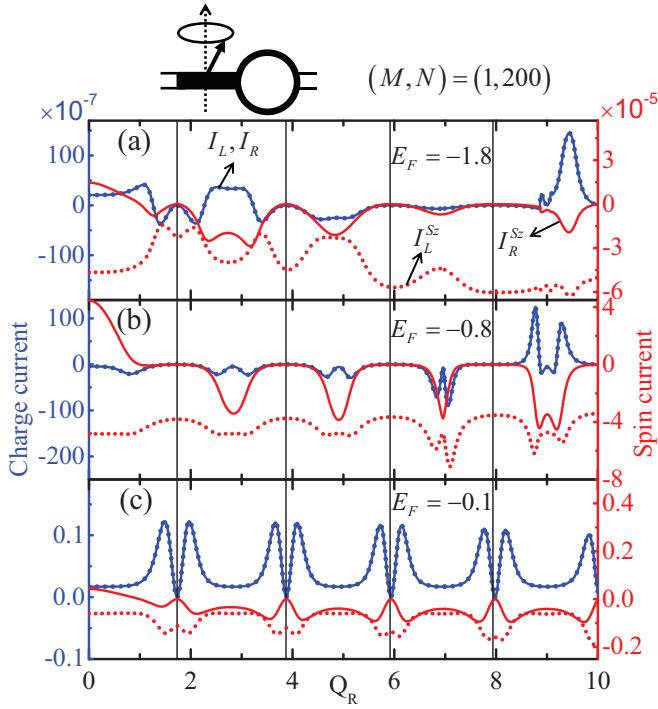 (M,N)=(1,200)
×10⁻⁷ ×10⁻⁵
(a) I_L, I_R E_F=−1.8
100 0 -100
3 0 -3 -6
I_L^{Sz} I_R^{Sz}
(b) E_F=−0.8
100 0 -100 -200
4 0 -4 -8
Charge current
Spin current
(c) E_F=−0.1
0.1 0.0 -0.1
0.4 0.2 0.0 -0.2
0 2 4 6 8 10
Q_R